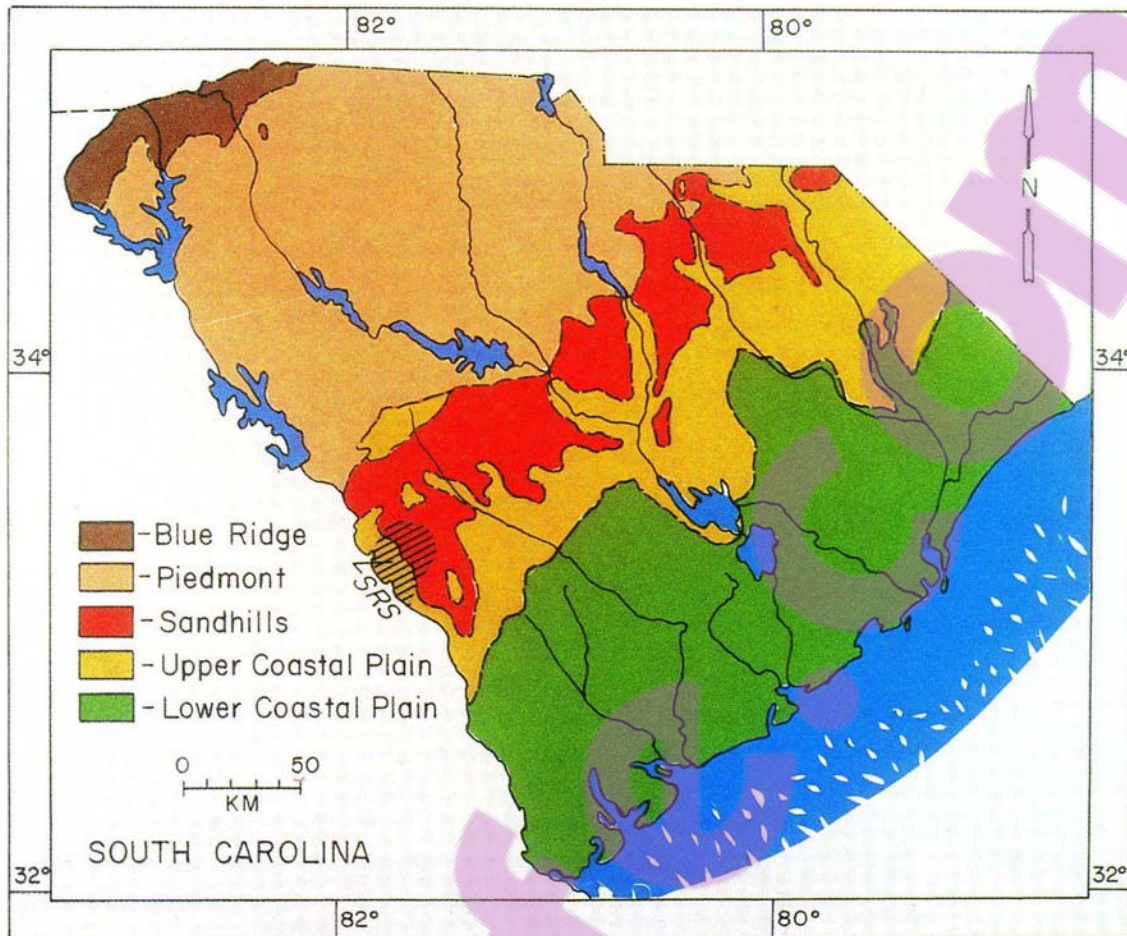 82°
80°
N
34°
34°
-Blue Ridge
-Piedmont
-Sandhills
-Upper Coastal Plain
-Lower Coastal Plain
LSRS
0 50
KM
SOUTH CAROLINA
32°
32°
82°
80°